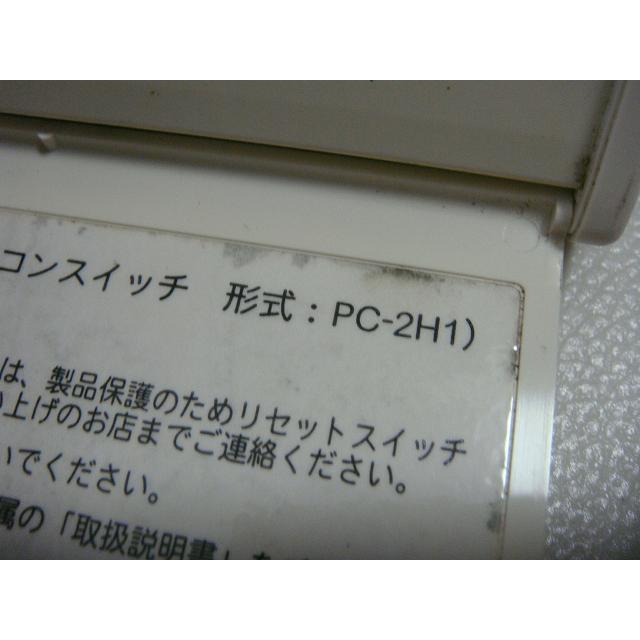 コンスイッチ 形式：PC-2H1）
は、製品保護のためリセットスイッチ
い上げのお店までご連絡ください。
いでください。
属の「取扱説明書」を